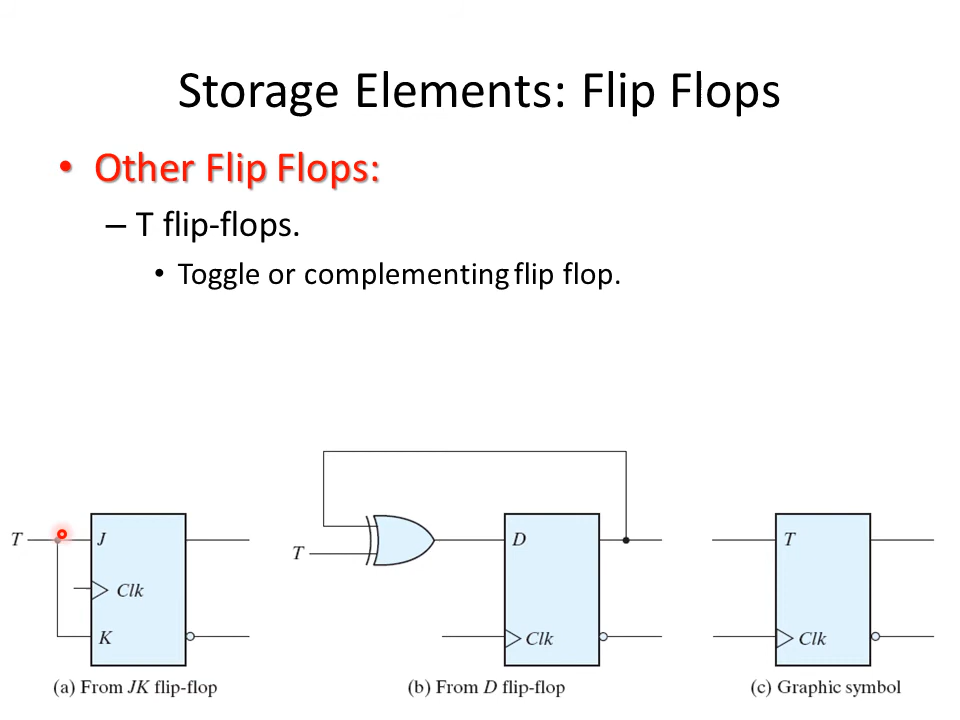 Storage Elements: Flip Flops
• Other Flip Flops:
– T flip-flops.
• Toggle or complementing flip flop.
T
J
Clk
K
(a) From JK flip-flop
T
D
Clk
(b) From D flip-flop
T
Clk
(c) Graphic symbol